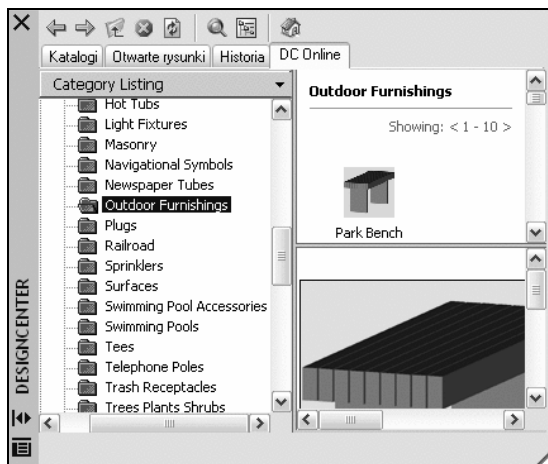 Katalogi Otwarte rysunki Historia DC Online
Category Listing
Hot Tubs
Light Fixtures
Masonry
Navigational Symbols
Newspaper Tubes
Outdoor Furnishings
Plugs
Railroad
Sprinklers
Surfaces
Swimming Pool Accessories
Swimming Pools
Tees
Telephone Poles
Trash Receptacles
Trees Plants Shrubs
Outdoor Furnishings
Showing: < 1 - 10 >
Park Bench
DESIGNCENTER